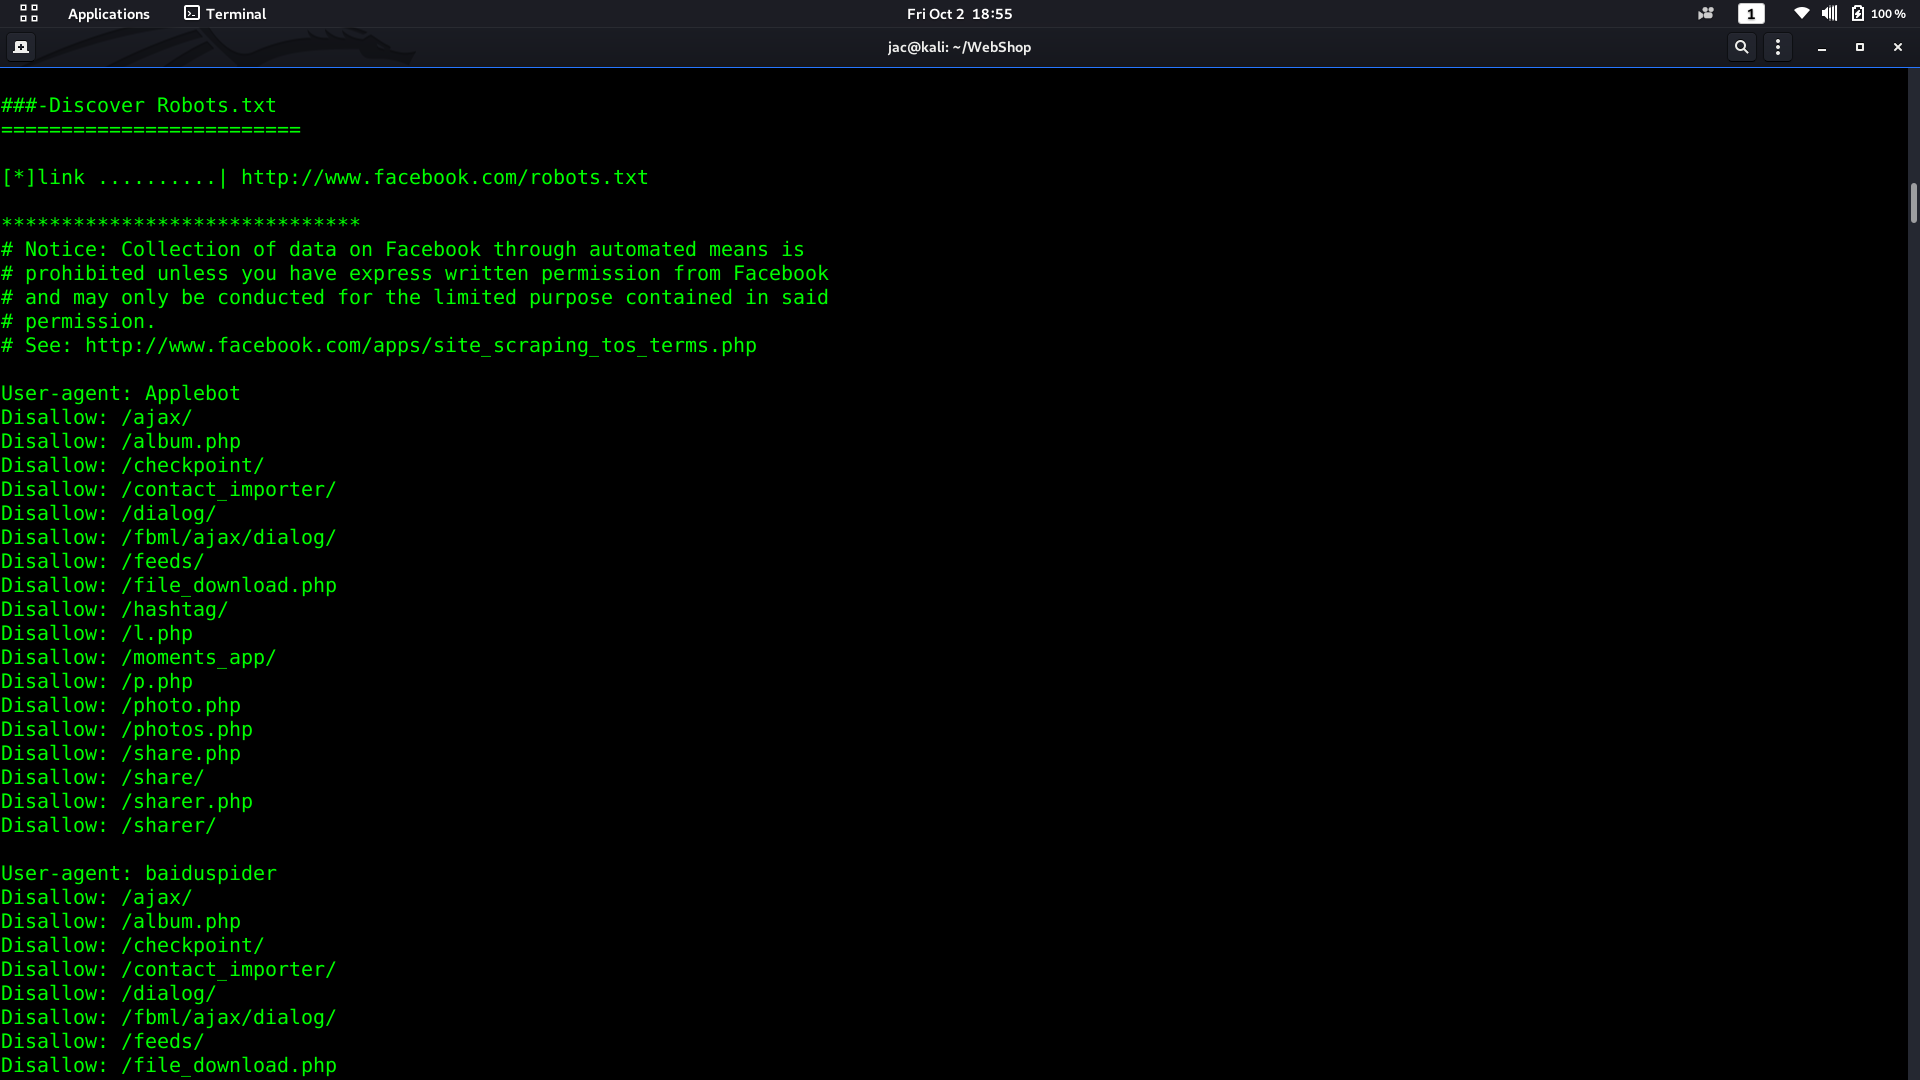 Applications
Terminal
Fri Oct 2 18:55
1
100 %
jac@kali: ~/WebShop
###-Discover Robots.txt
=========================
[*]link ..........| http://www.facebook.com/robots.txt
******************************
# Notice: Collection of data on Facebook through automated means is
# prohibited unless you have express written permission from Facebook
# and may only be conducted for the limited purpose contained in said
# permission.
# See: http://www.facebook.com/apps/site_scraping_tos_terms.php
User-agent: Applebot
Disallow: /ajax/
Disallow: /album.php
Disallow: /checkpoint/
Disallow: /contact_importer/
Disallow: /dialog/
Disallow: /fbml/ajax/dialog/
Disallow: /feeds/
Disallow: /file_download.php
Disallow: /hashtag/
Disallow: /l.php
Disallow: /moments_app/
Disallow: /p.php
Disallow: /photo.php
Disallow: /photos.php
Disallow: /share.php
Disallow: /share/
Disallow: /sharer.php
Disallow: /sharer/
User-agent: baiduspider
Disallow: /ajax/
Disallow: /album.php
Disallow: /checkpoint/
Disallow: /contact_importer/
Disallow: /dialog/
Disallow: /fbml/ajax/dialog/
Disallow: /feeds/
Disallow: /file_download.php